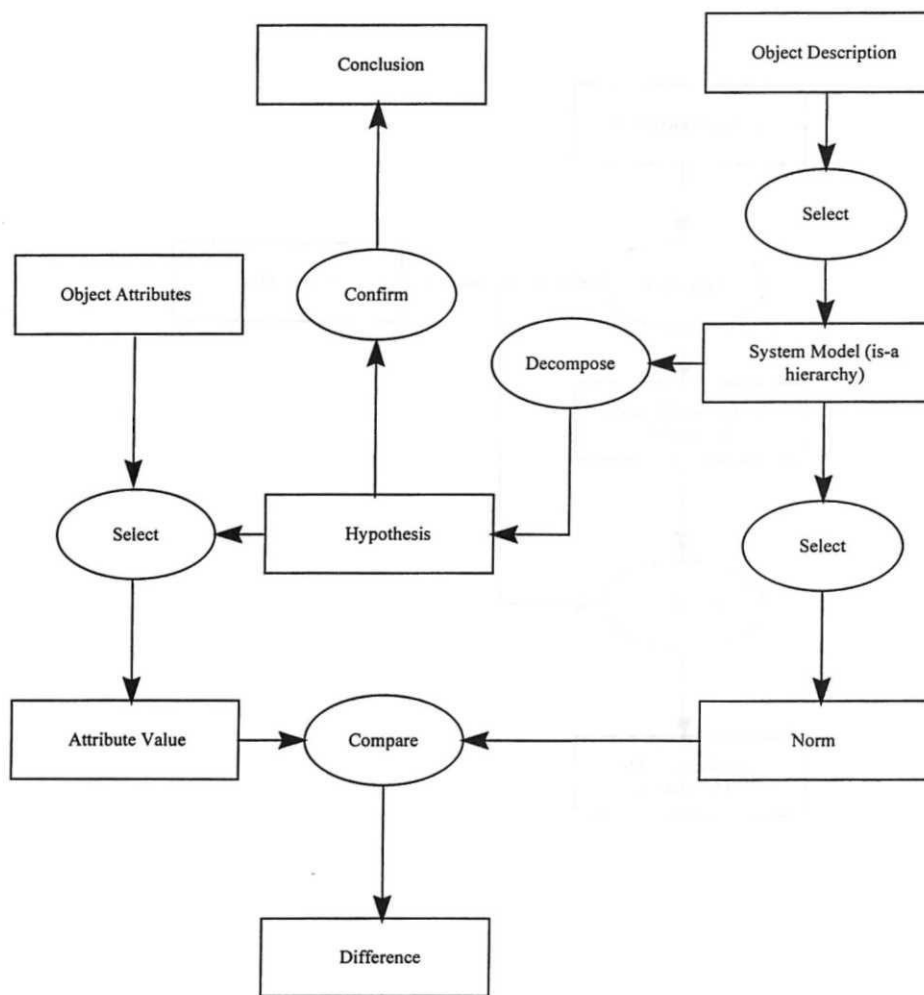 Conclusion
Object Description
Select
Object Attributes
Confirm
System Model (is-a
hierarchy)
Decompose
Select
Hypothesis
Select
Attribute Value
Compare
Norm
Difference